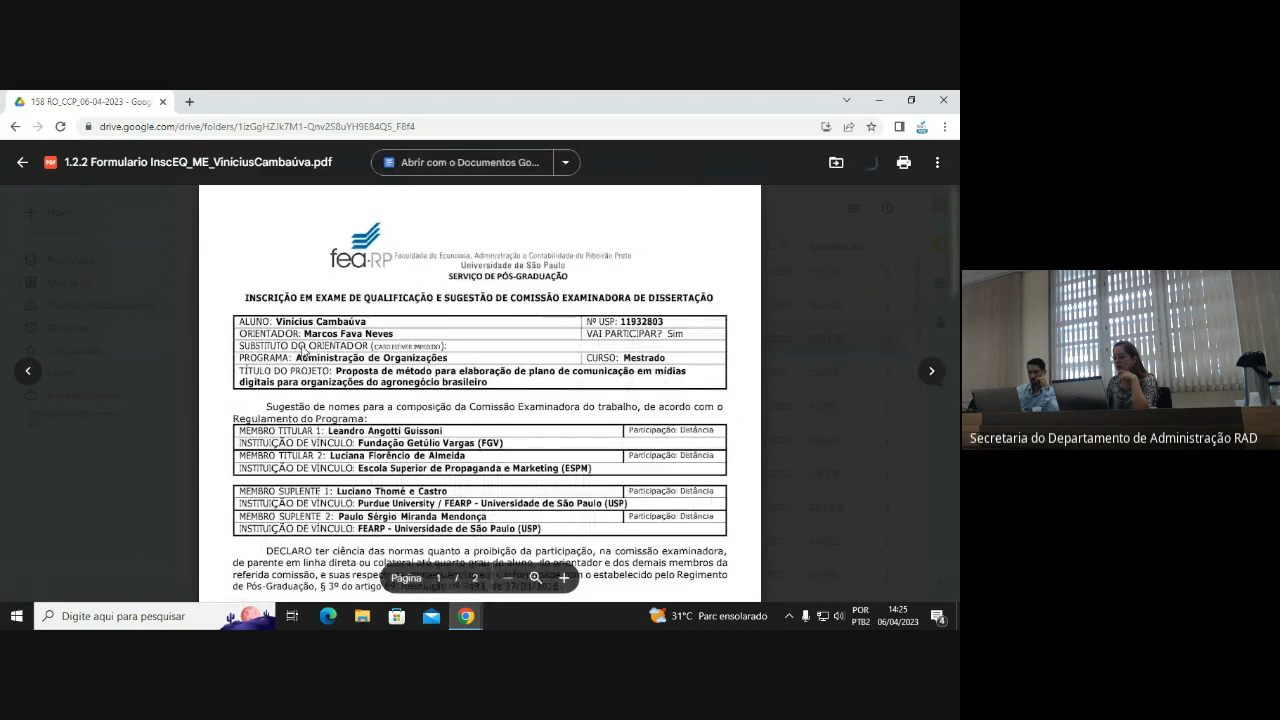 158 RO_CCP_06-04-2023 - Goog
drive.google.com/drive/folders/1izGgHZJk7M1-Qnv2S8uYH9E84Q5_F8f4
PDF
1.2.2 Formulario InscEQ_ME_ViníciusCambaúva.pdf
Abrir com o Documentos Go...
fea-RP
Faculdade de Economia, Administração e Contabilidade de Ribeirão Preto
Universidade de São Paulo
SERVIÇO DE PÓS-GRADUAÇÃO
INSCRIÇÃO EM EXAME DE QUALIFICAÇÃO E SUGESTÃO DE COMISSÃO EXAMINADORA DE DISSERTAÇÃO
ALUNO: Vinícius Cambaúva Nº USP: 11932803
ORIENTADOR: Marcos Fava Neves VAI PARTICIPAR? Sim
SUBSTITUTO DO ORIENTADOR (CASO ESTIVER IMPEDIDO):
PROGRAMA: Administração de Organizações CURSO: Mestrado
TÍTULO DO PROJETO: Proposta de método para elaboração de plano de comunicação em mídias
digitais para organizações do agronegócio brasileiro
Sugestão de nomes para a composição da Comissão Examinadora do trabalho, de acordo com o
Regulamento do Programa:
MEMBRO TITULAR 1: Leandro Angotti Guissoni Participação: Distância
INSTITUIÇÃO DE VÍNCULO: Fundação Getúlio Vargas (FGV)
MEMBRO TITULAR 2: Luciana Florêncio de Almeida Participação: Distância
INSTITUIÇÃO DE VÍNCULO: Escola Superior de Propaganda e Marketing (ESPM)
MEMBRO SUPLENTE 1: Luciano Thomé e Castro Participação: Distância
INSTITUIÇÃO DE VÍNCULO: Purdue University / FEARP - Universidade de São Paulo (USP)
MEMBRO SUPLENTE 2: Paulo Sérgio Miranda Mendonça Participação: Distância
INSTITUIÇÃO DE VÍNCULO: FEARP - Universidade de São Paulo (USP)
DECLARO ter ciência das normas quanto a proibição da participação, na comissão examinadora,
de parente em linha direta ou colateral até quarto grau do aluno, do orientador e dos demais membros da
referida comissão, e suas o estabelecido pelo Regimento
de Pós-Graduação, § 3º do artigo
Página 1 / 2
Secretaria do Departamento de Administração RAD
Digite aqui para pesquisar
31°C Parc ensolarado
POR
PTB2
14:25
06/04/2023
4